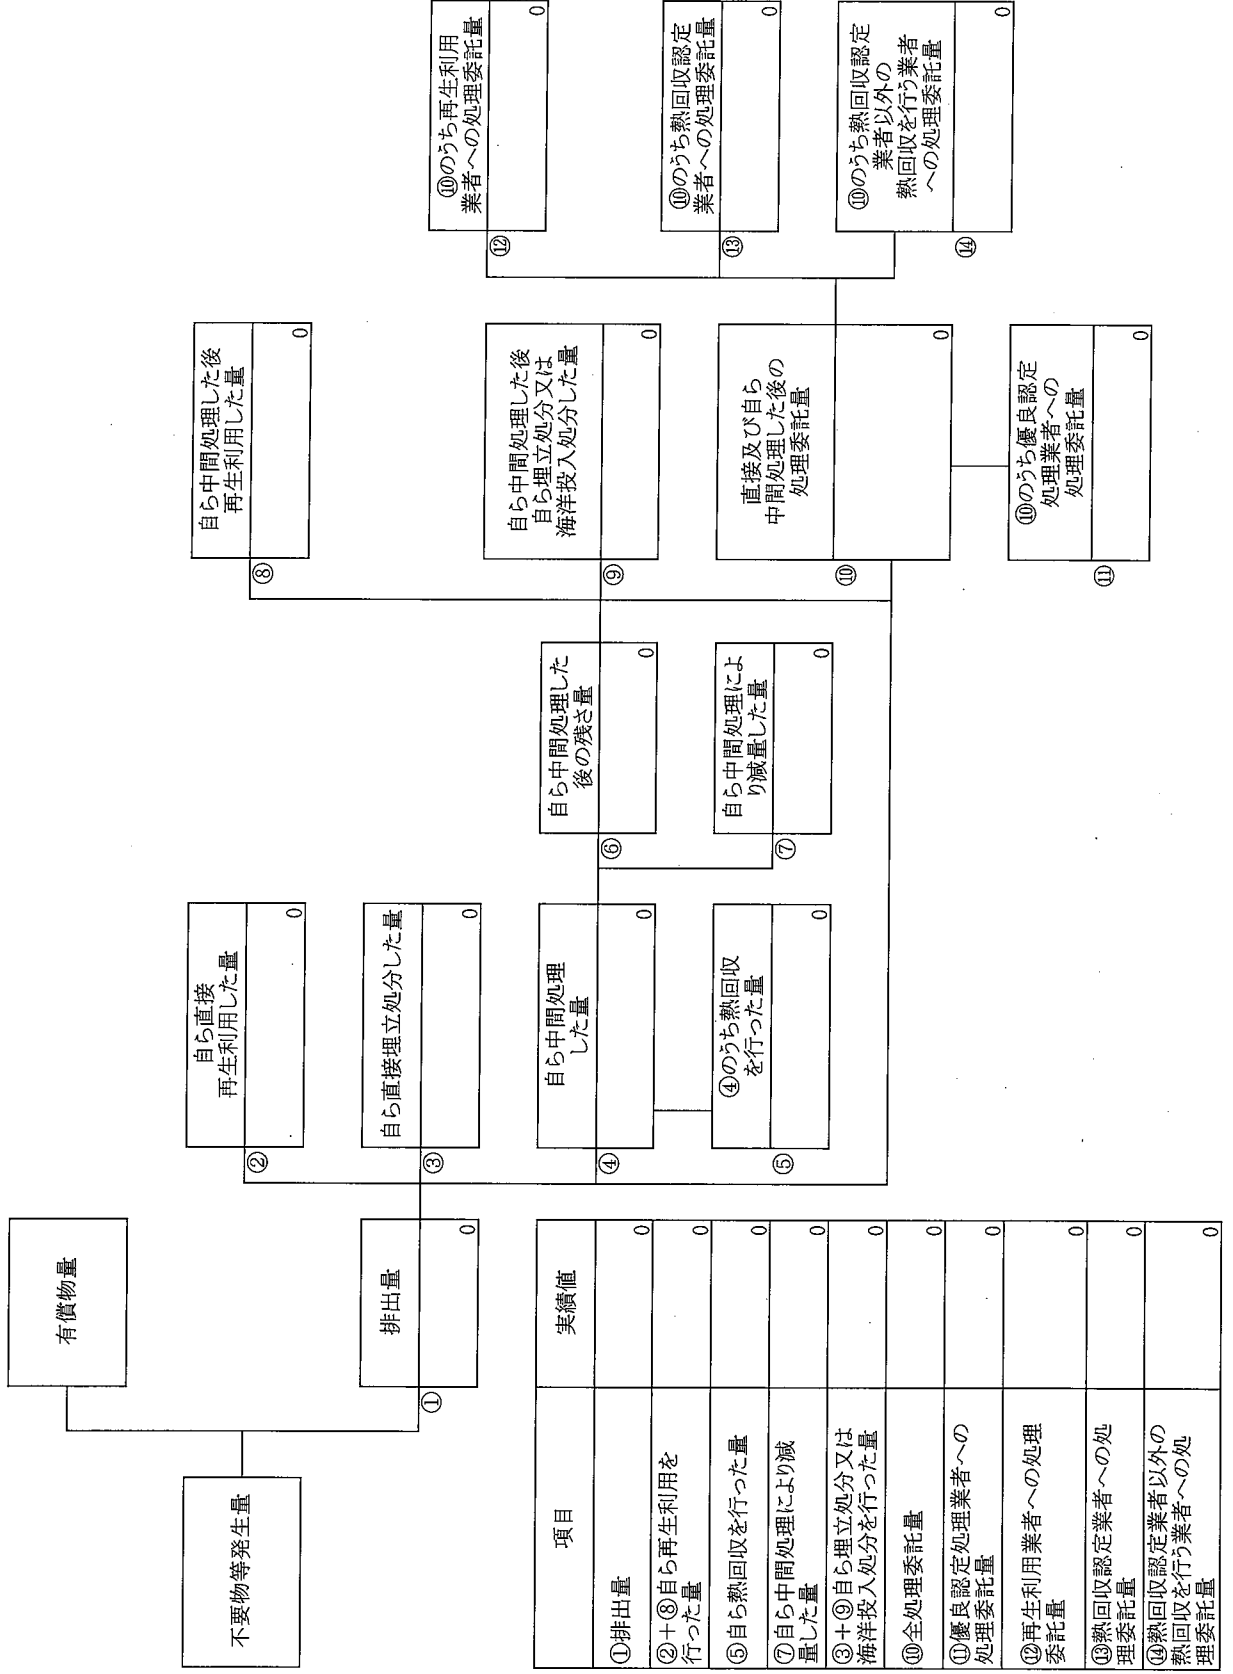 不要物等発生量
有償物量
①
排出量
0
②
自ら直接
再生利用した量
0
③
自ら直接埋立処分した量
0
④
自ら中間処理
した量
0
⑤
④のうち熱回収
を行った量
0
⑥
自ら中間処理した
後の残さ量
0
⑦
自ら中間処理によ
り減量した量
0
⑧
自ら中間処理した後
再生利用した量
0
⑨
自ら中間処理した後
自ら埋立処分又は
海洋投入処分した量
0
⑩
直接及び自ら
中間処理した後の
処理委託量
0
⑪
⑩のうち優良認定
処理業者への
処理委託量
0
⑫
⑩のうち再生利用
業者への処理委託量
0
⑬
⑩のうち熱回収認定
業者への処理委託量
0
⑭
⑩のうち熱回収認定
業者以外の
熱回収を行う業者
への処理委託量
0
項目 実績値
①排出量 0
②+⑧自ら再生利用を
行った量 0
⑤自ら熱回収を行った量 0
⑦自ら中間処理により減
量した量 0
③+⑨自ら埋立処分又は
海洋投入処分を行った量 0
⑩全処理委託量 0
⑪優良認定処理業者への
処理委託量 0
⑫再生利用業者への処理
委託量 0
⑬熱回収認定業者への処
理委託量 0
⑭熱回収認定業者以外の
熱回収を行う業者への処
理委託量 0